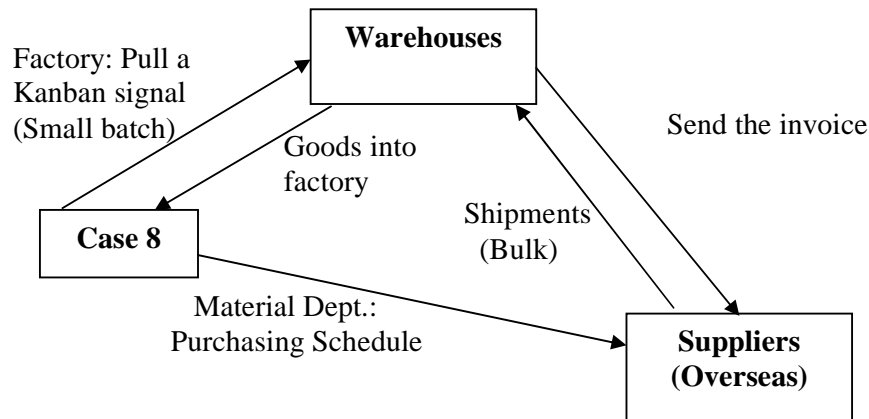 Warehouses
Factory: Pull a
Kanban signal
(Small batch)
Send the invoice
Goods into
factory
Shipments
(Bulk)
Case 8
Material Dept.:
Purchasing Schedule
Suppliers
(Overseas)